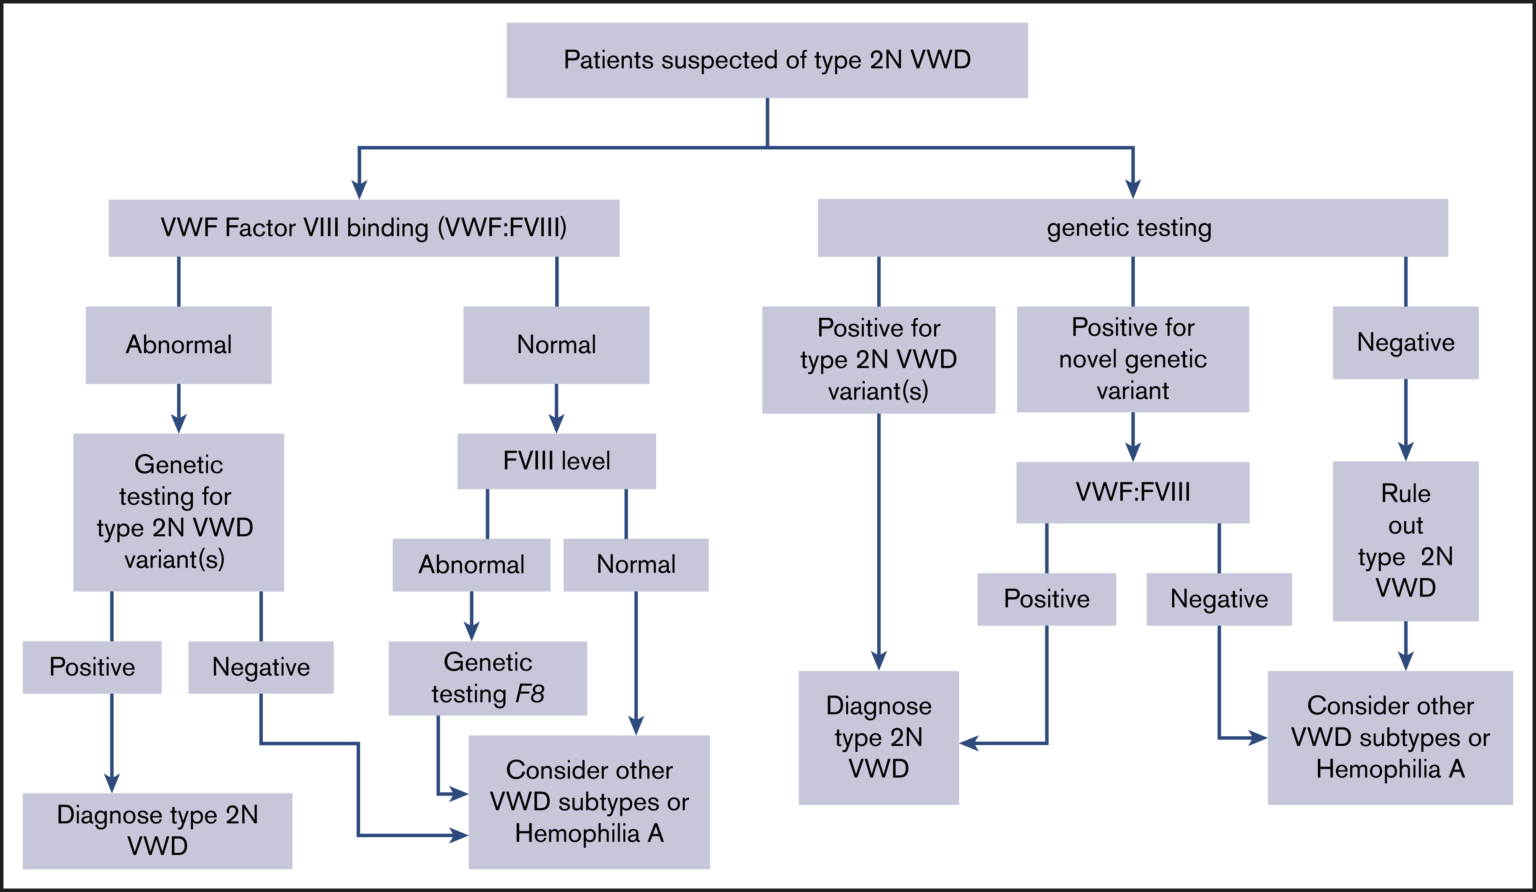 Patients suspected of type 2N VWD
VWF Factor VIII binding (VWF:FVIII)
Abnormal
Genetic
testing for
type 2N VWD
variant(s)
Positive
Diagnose type 2N
VWD
Negative
Normal
FVIII level
Abnormal
Genetic
testing F8
Normal
Consider other
VWD subtypes or
Hemophilia A
genetic testing
Positive for
type 2N VWD
variant(s)
Diagnose
type 2N
VWD
Positive for
novel genetic
variant
VWF:FVIII
Positive
Negative
Negative
Rule
out
type 2N
VWD
Consider other
VWD subtypes or
Hemophilia A